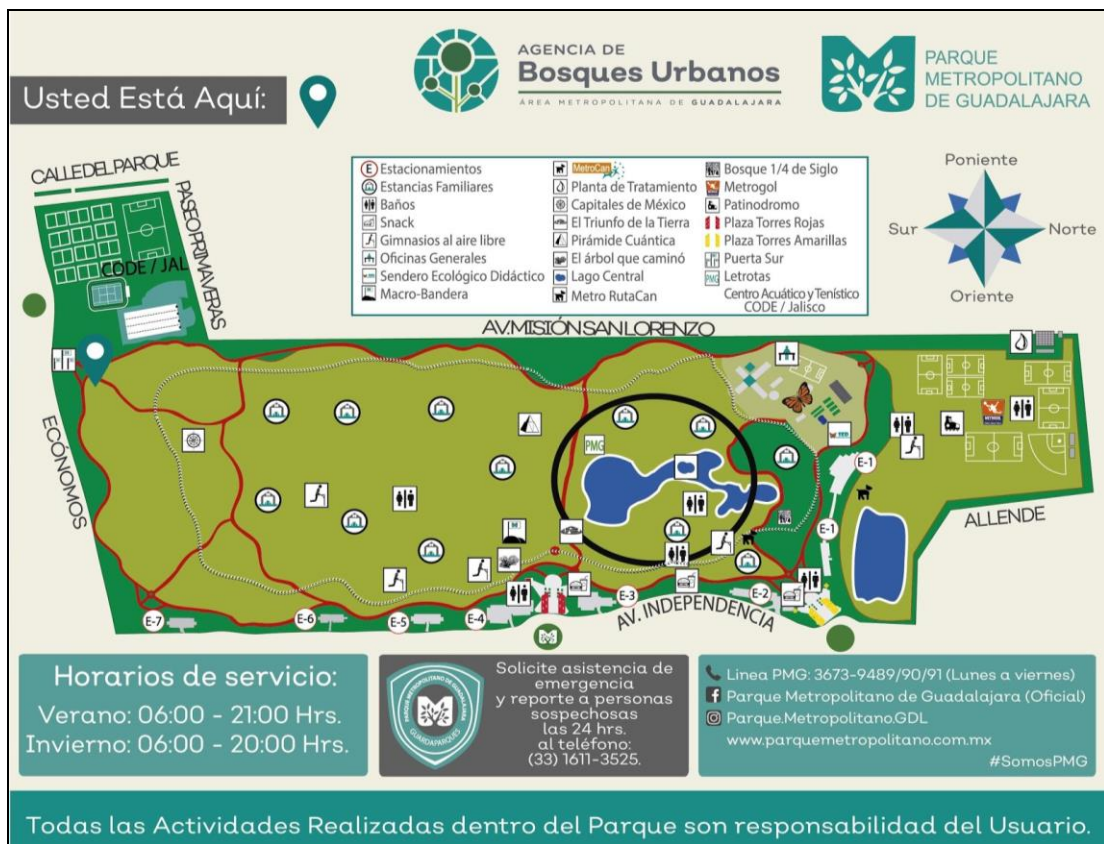 AGENCIA DE
Bosques Urbanos
ÁREA METROPOLITANA DE GUADALAJARA
PARQUE
METROPOLITANO
DE GUADALAJARA
Usted Está Aquí:
CALLE DEL PARQUE
PASEO PRIMAVERAS
CODE / JAL
E Estacionamientos
Estancias Familiares
Baños
Snack
Gimnasios al aire libre
Oficinas Generales
Sendero Ecológico Didáctico
Macro-Bandera
MetroCan
Planta de Tratamiento
Capitales de México
El Triunfo de la Tierra
Pirámide Cuántica
El árbol que caminó
Lago Central
Metro RutaCan
Bosque 1/4 de Siglo
Metrogol
Patinodromo
Plaza Torres Rojas
Plaza Torres Amarillas
Puerta Sur
PMG Letrotas
Centro Acuático y Tenístico
CODE / Jalisco
Poniente
Sur
Norte
Oriente
AV. MISIÓN SAN LORENZO
ECÓNOMOS
PMG
E-1
E-1
ALLENDE
E-7
E-6
E-5
E-4
E-3
E-2
AV. INDEPENDENCIA
Horarios de servicio:
Verano: 06:00 - 21:00 Hrs.
Invierno: 06:00 - 20:00 Hrs.
PARQUE METROPOLITANO DE GUADALAJARA
GUARDAPARQUES
Solicite asistencia de
emergencia
y reporte a personas
sospechosas
las 24 hrs.
al teléfono:
(33) 1611-3525.
Linea PMG: 3673-9489/90/91 (Lunes a viernes)
Parque Metropolitano de Guadalajara (Oficial)
Parque.Metropolitano.GDL
www.parquemetropolitano.com.mx
#SomosPMG
Todas las Actividades Realizadas dentro del Parque son responsabilidad del Usuario.